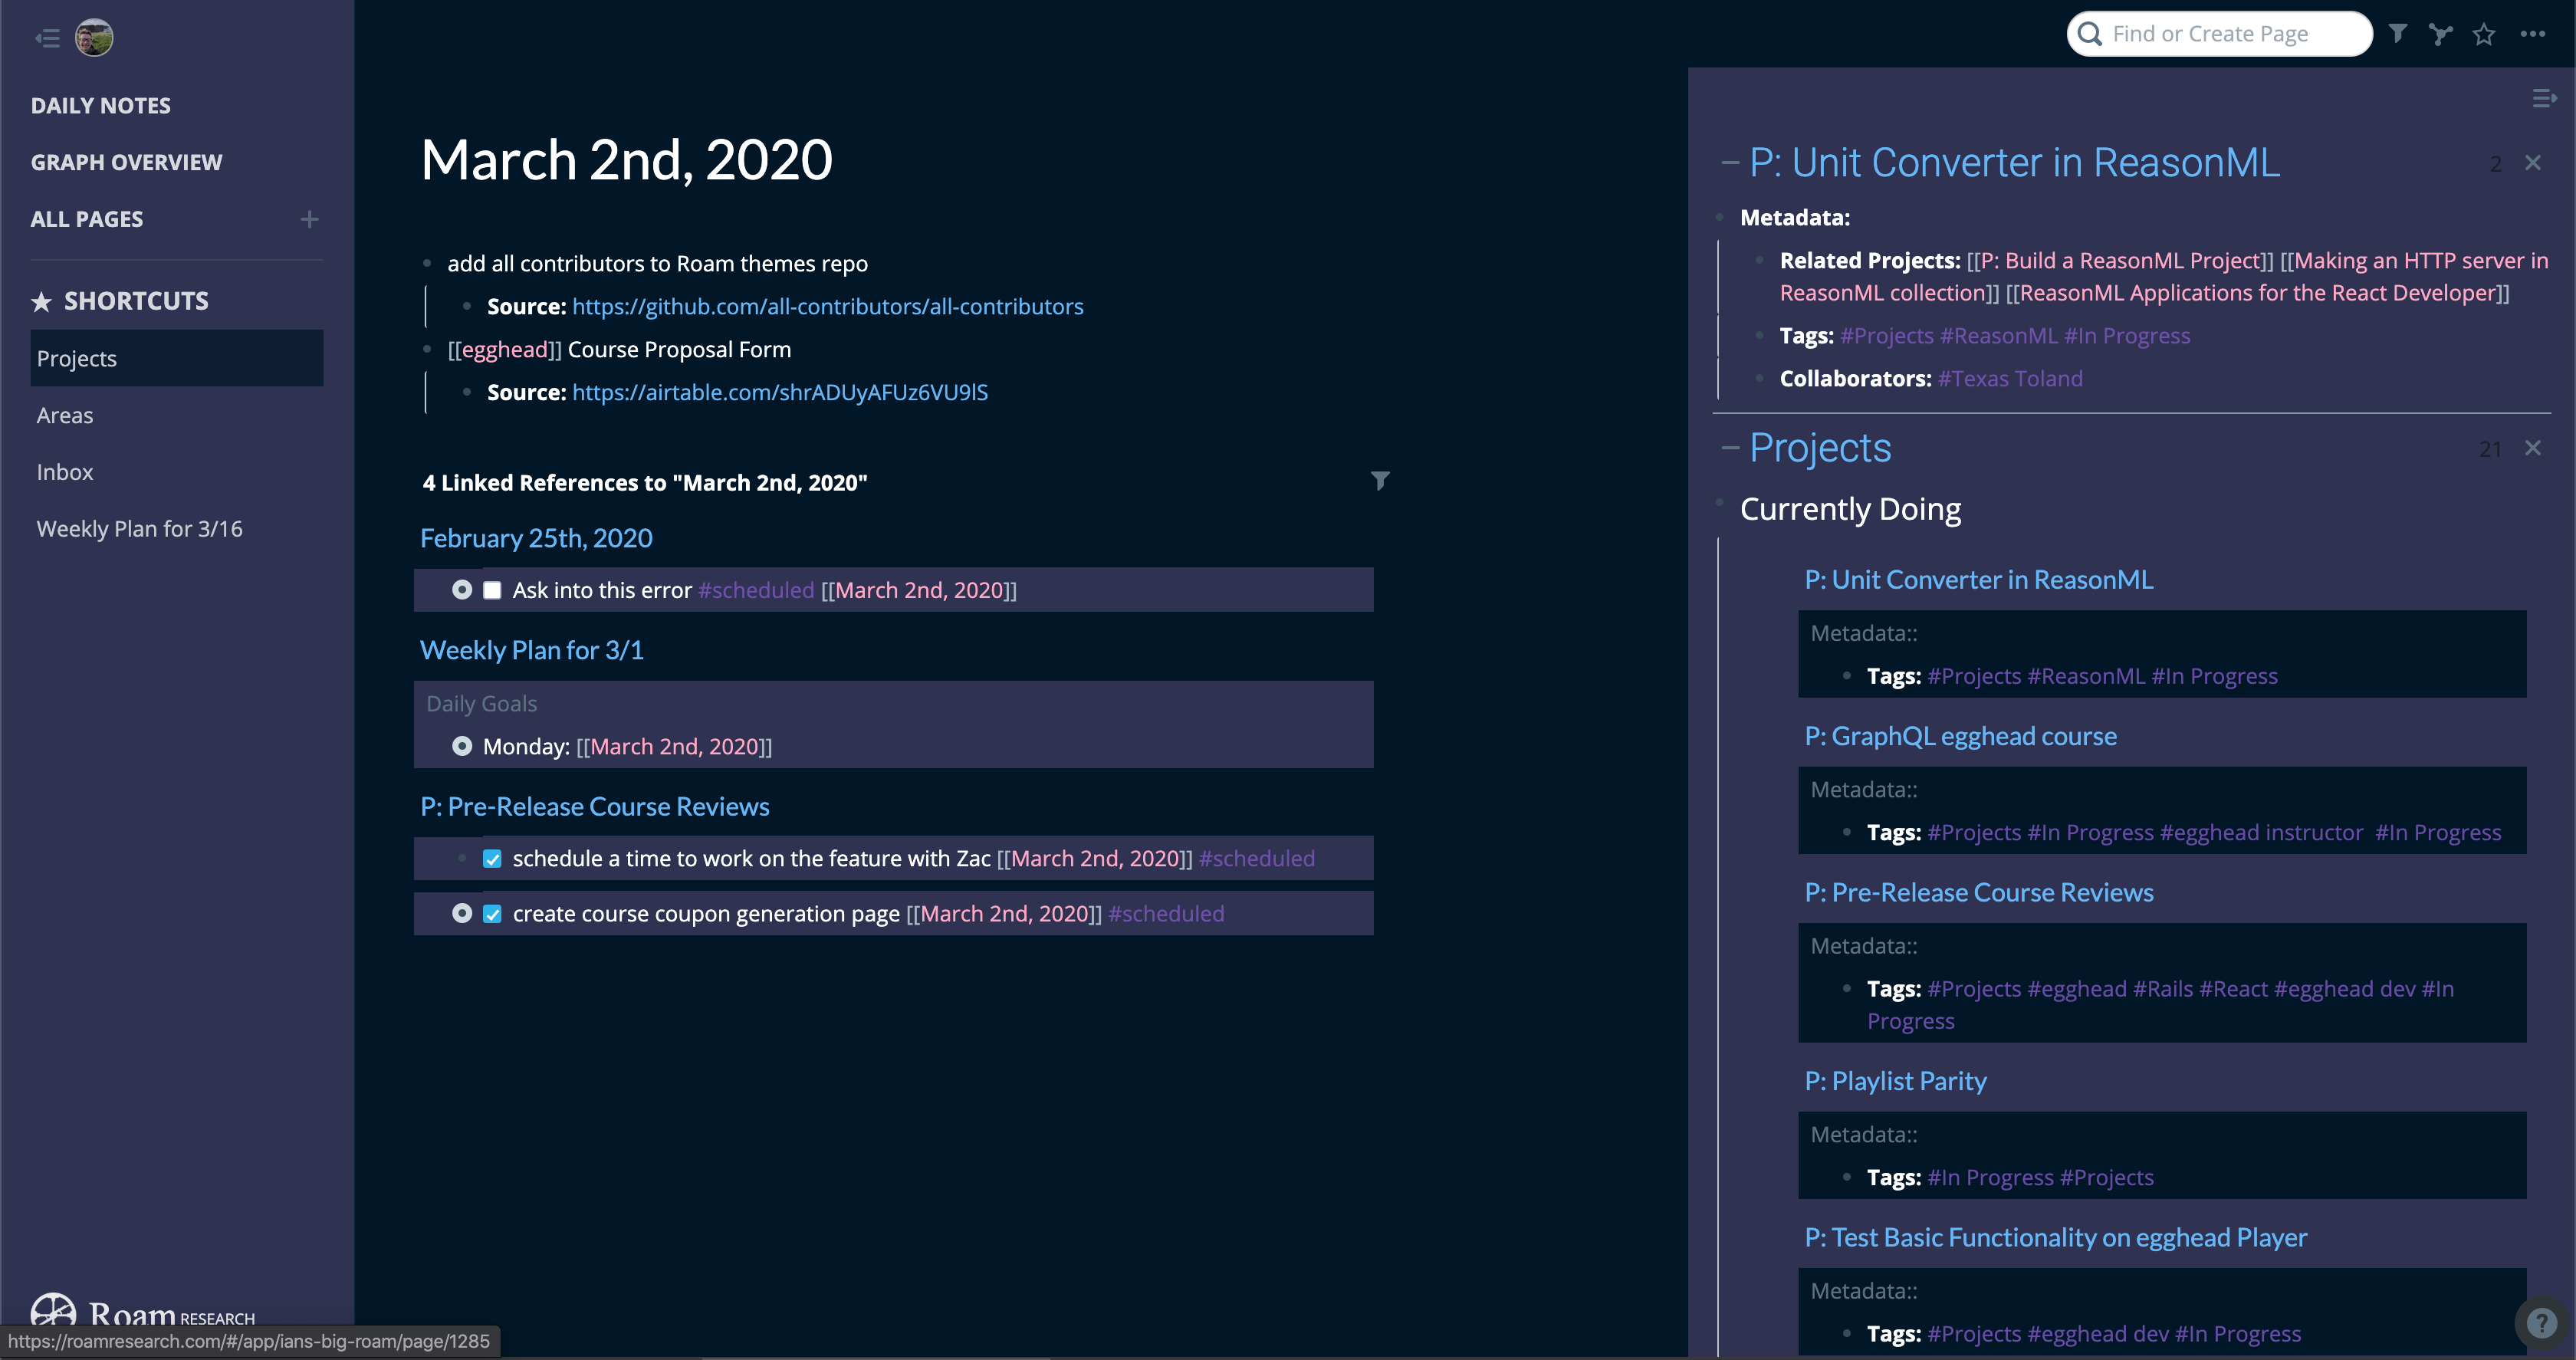 DAILY NOTES
GRAPH OVERVIEW
ALL PAGES
SHORTCUTS
Projects
Areas
Inbox
Weekly Plan for 3/16
Roam RESEARCH
https://roamresearch.com/#/app/ians-big-roam/page/1285
March 2nd, 2020
add all contributors to Roam themes repo
Source: https://github.com/all-contributors/all-contributors
[[egghead]] Course Proposal Form
Source: https://airtable.com/shrADUyAFUz6VU9lS
4 Linked References to "March 2nd, 2020"
February 25th, 2020
Ask into this error #scheduled [[March 2nd, 2020]]
Weekly Plan for 3/1
Daily Goals
Monday: [[March 2nd, 2020]]
P: Pre-Release Course Reviews
schedule a time to work on the feature with Zac [[March 2nd, 2020]] #scheduled
create course coupon generation page [[March 2nd, 2020]] #scheduled
Find or Create Page
P: Unit Converter in ReasonML 2
Metadata:
Related Projects: [[P: Build a ReasonML Project]] [[Making an HTTP server in
ReasonML collection]] [[ReasonML Applications for the React Developer]]
Tags: #Projects #ReasonML #In Progress
Collaborators: #Texas Toland
Projects 21
Currently Doing
P: Unit Converter in ReasonML
Metadata::
Tags: #Projects #ReasonML #In Progress
P: GraphQL egghead course
Metadata::
Tags: #Projects #In Progress #egghead instructor #In Progress
P: Pre-Release Course Reviews
Metadata::
Tags: #Projects #egghead #Rails #React #egghead dev #In
Progress
P: Playlist Parity
Metadata::
Tags: #In Progress #Projects
P: Test Basic Functionality on egghead Player
Metadata::
Tags: #Projects #egghead dev #In Progress
?